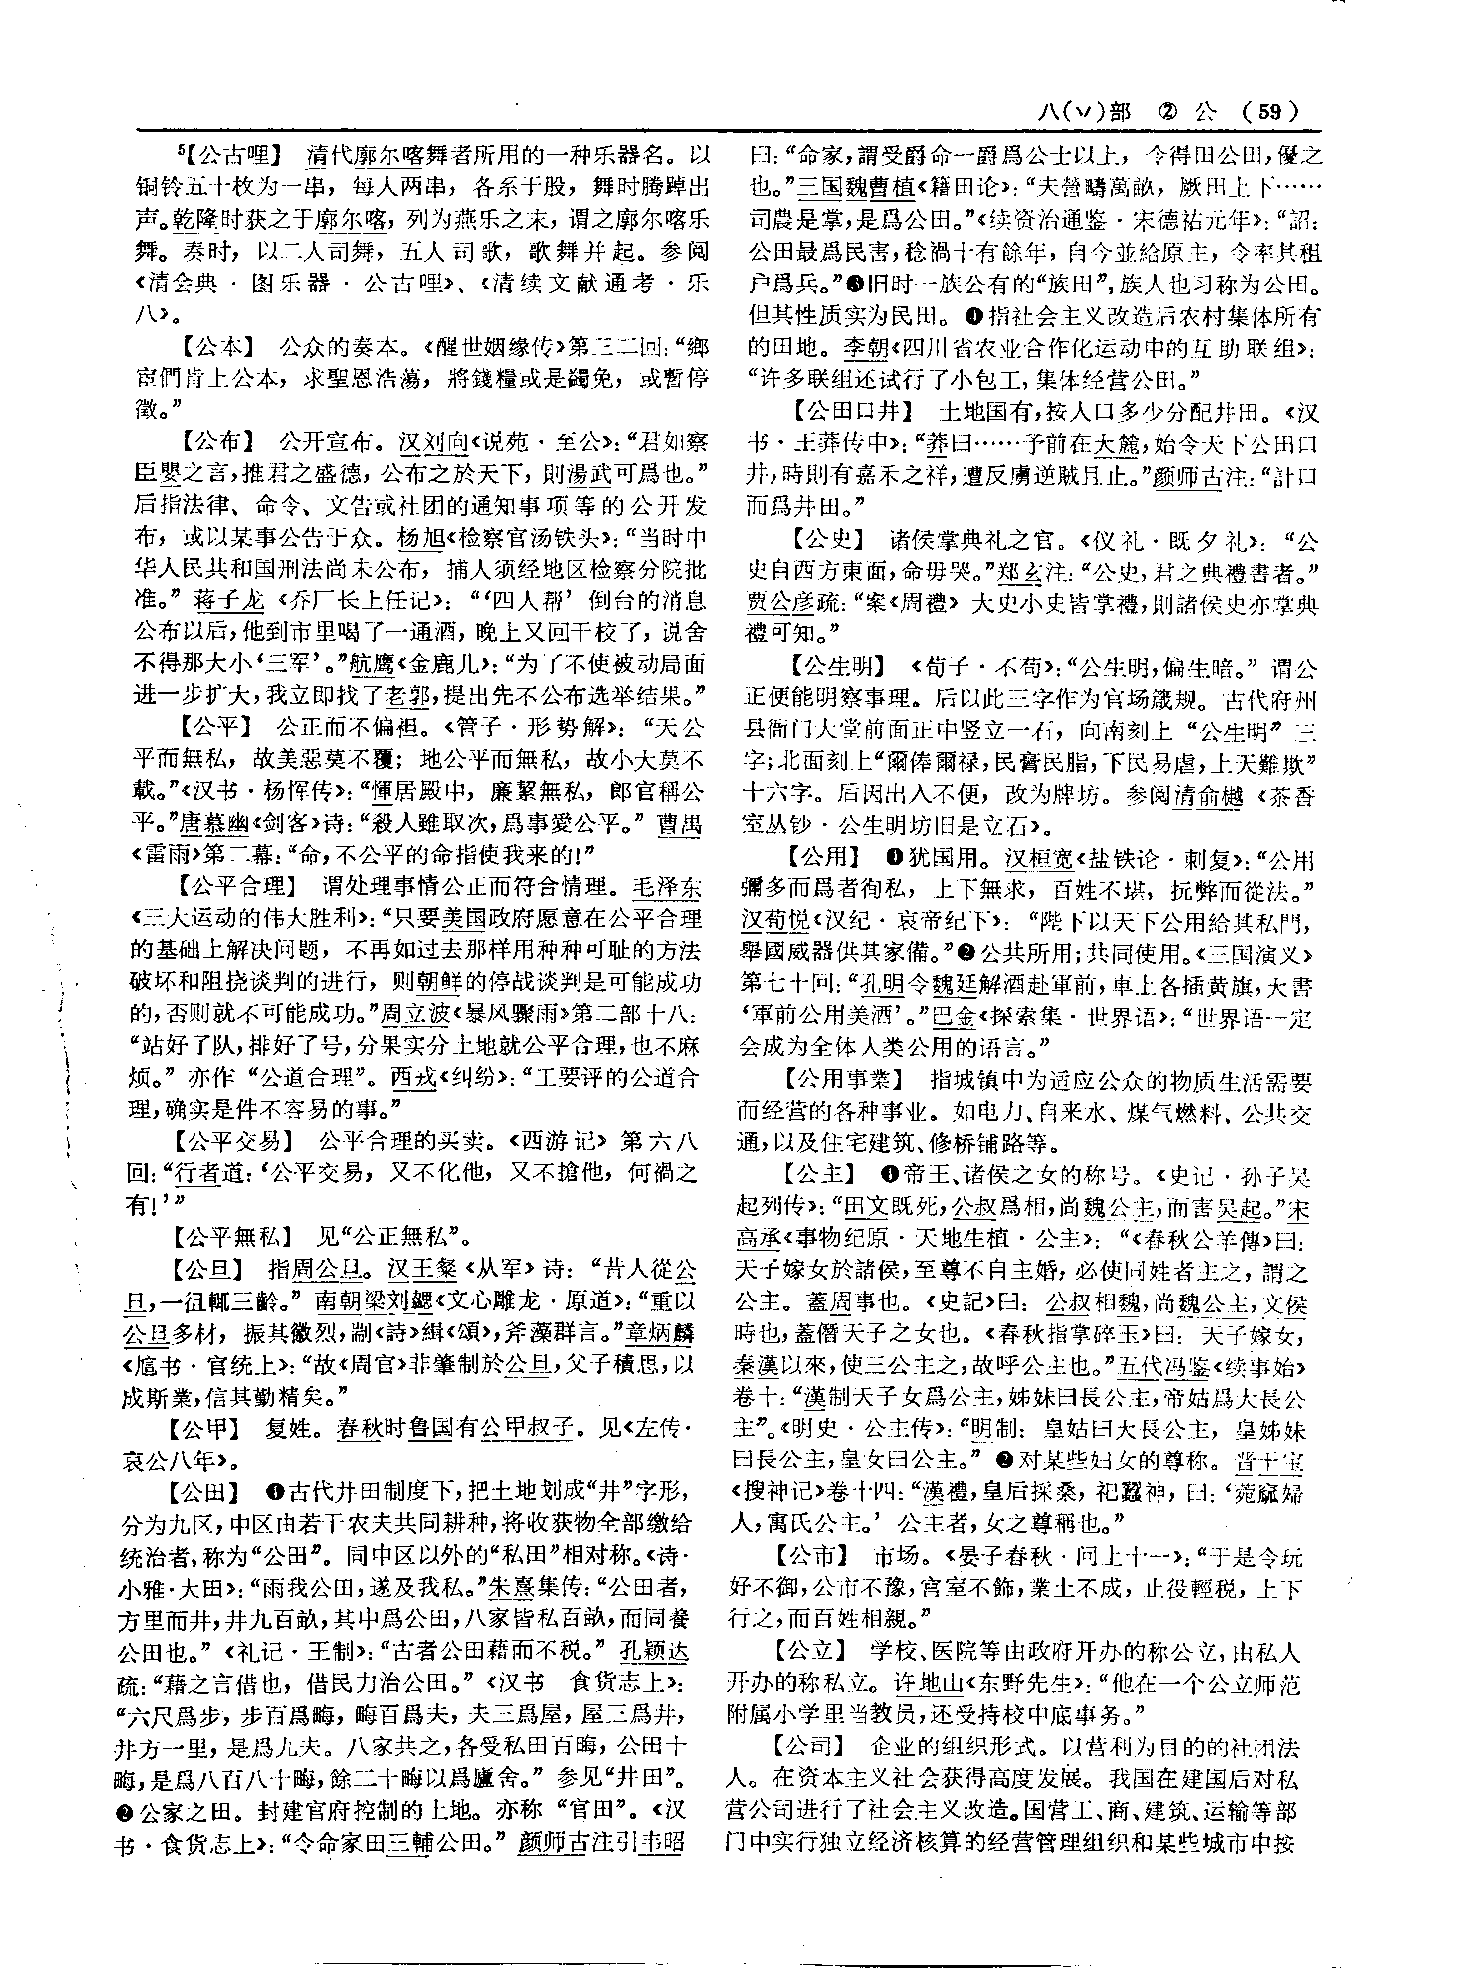 八(丷)部 ② 公 (59)
⁵【公古哩】 清代廓尔喀舞者所用的一种乐器名。以
铜铃五十枚为一串，每人两串，各系于股，舞时腾踔出
声。乾隆时获之于廓尔喀，列为燕乐之末，谓之廓尔喀乐
舞。奏时，以二人司舞，五人司歌，歌舞并起。参阅
《清会典·图乐器·公古哩》、《清续文献通考·乐
八》。
【公本】 公众的奏本。《醒世姻缘传》第三二回：“鄉
宦們肯上公本，求聖恩浩蕩，將錢糧或是蠲免，或暫停
徵。”
【公布】 公开宣布。汉刘向《说苑·至公》：“君如察
臣嬰之言，推君之盛德，公布之於天下，則湯武可爲也。”
后指法律、命令、文告或社团的通知事项等的公开发
布，或以某事公告于众。杨旭《检察官汤铁头》：“当时中
华人民共和国刑法尚未公布，捕人须经地区检察分院批
准。”蒋子龙《乔厂长上任记》：“‘四人帮’倒台的消息
公布以后，他到市里喝了一通酒，晚上又回干校了，说舍
不得那大小‘三军’。”航鹰《金鹿儿》：“为了不使被动局面
进一步扩大，我立即找了老郭，提出先不公布选举结果。”
【公平】 公正而不偏袒。《管子·形势解》：“天公
平而無私，故美惡莫不覆；地公平而無私，故小大莫不
載。”《汉书·杨恽传》：“惲居殿中，廉絜無私，郎官稱公
平。”唐慕幽《剑客》诗：“殺人雖取次，爲事愛公平。”曹禺
《雷雨》第二幕：“命，不公平的命指使我来的！”
【公平合理】 谓处理事情公正而符合情理。毛泽东
《三大运动的伟大胜利》：“只要美国政府愿意在公平合理
的基础上解决问题，不再如过去那样用种种可耻的方法
破坏和阻挠谈判的进行，则朝鲜的停战谈判是可能成功
的，否则就不可能成功。”周立波《暴风骤雨》第二部十八：
“站好了队，排好了号，分果实分土地就公平合理，也不麻
烦。”亦作“公道合理”。西戎《纠纷》：“工要评的公道合
理，确实是件不容易的事。”
【公平交易】 公平合理的买卖。《西游记》第六八
回：“行者道：‘公平交易，又不化他，又不搶他，何禍之
有！’”
【公平無私】 见“公正無私”。
【公旦】 指周公旦。汉王粲《从军》诗：“昔人從公
旦，一徂輒三齡。”南朝梁刘勰《文心雕龙·原道》：“重以
公旦多材，振其徽烈，剬《詩》緝《頌》，斧藻群言。”章炳麟
《訄书·官统上》：“故《周官》非肇制於公旦，父子積思，以
成斯業，信其勤精矣。”
【公甲】 复姓。春秋时鲁国有公甲叔子。见《左传·
哀公八年》。
【公田】 ❶古代井田制度下，把土地划成“井”字形，
分为九区，中区由若干农夫共同耕种，将收获物全部缴给
统治者，称为“公田”。同中区以外的“私田”相对称。《诗·
小雅·大田》：“雨我公田，遂及我私。”朱熹集传：“公田者，
方里而井，井九百畝，其中爲公田，八家皆私百畝，而同養
公田也。”《礼记·王制》：“古者公田藉而不税。”孔颖达
疏：“藉之言借也，借民力治公田。”《汉书 食货志上》：
“六尺爲步，步百爲晦，晦百爲夫，夫三爲屋，屋三爲井，
井方一里，是爲九夫。八家共之，各受私田百晦，公田十
晦，是爲八百八十晦，餘二十晦以爲廬舍。”参见“井田”。
❷公家之田。封建官府控制的土地。亦称“官田”。《汉
书·食货志上》：“令命家田三輔公田。”颜师古注引韦昭
曰：“命家，謂受爵命一爵爲公士以上，令得田公田，優之
也。”三国魏曹植《籍田论》：“夫營疇萬畝，厥田上下……
司農是掌，是爲公田。”《续资治通鉴·宋德祐元年》：“詔：
公田最爲民害，稔禍十有餘年，自今並給原主，令率其租
户爲兵。”❸旧时一族公有的“族田”，族人也习称为公田。
但其性质实为民田。❹指社会主义改造后农村集体所有
的田地。李朝《四川省农业合作化运动中的互助联组》：
“许多联组还试行了小包工，集体经营公田。”
【公田口井】 土地国有，按人口多少分配井田。《汉
书·王莽传中》：“莽曰……予前在大麓，始令天下公田口
井，時則有嘉禾之祥，遭反虜逆賊且止。”颜师古注：“計口
而爲井田。”
【公史】 诸侯掌典礼之官。《仪礼·既夕礼》：“公
史自西方東面，命毋哭。”郑玄注：“公史，君之典禮書者。”
贾公彦疏：“案《周禮》大史小史皆掌禮，則諸侯史亦掌典
禮可知。”
【公生明】 《荀子·不苟》：“公生明，偏生暗。”谓公
正便能明察事理。后以此三字作为官场箴规。古代府州
县衙门大堂前面正中竖立一石，向南刻上“公生明”三
字；北面刻上“爾俸爾禄，民膏民脂，下民易虐，上天難欺”
十六字。后因出入不便，改为牌坊。参阅清俞樾《茶香
室丛钞·公生明坊旧是立石》。
【公用】 ❶犹国用。汉桓宽《盐铁论·刺复》：“公用
彌多而爲者徇私，上下無求，百姓不堪，抏弊而從法。”
汉荀悦《汉纪·哀帝纪下》：“陛下以天下公用給其私門，
舉國威器供其家備。”❷公共所用；共同使用。《三国演义》
第七十回：“孔明令魏延解酒赴軍前，車上各插黄旗，大書
‘軍前公用美酒’。”巴金《探索集·世界语》：“世界语一定
会成为全体人类公用的语言。”
【公用事業】 指城镇中为适应公众的物质生活需要
而经营的各种事业。如电力、自来水、煤气燃料、公共交
通，以及住宅建筑、修桥铺路等。
【公主】 ❶帝王、诸侯之女的称号。《史记·孙子吴
起列传》：“田文既死，公叔爲相，尚魏公主，而害吴起。”宋
高承《事物纪原·天地生植·公主》：“《春秋公羊傳》曰：
天子嫁女於諸侯，至尊不自主婚，必使同姓者主之，謂之
公主。蓋周事也。《史記》曰：公叔相魏，尚魏公主，文侯
時也，蓋僭天子之女也。《春秋指掌碎玉》曰：天子嫁女，
秦漢以來，使三公主之，故呼公主也。”五代冯鉴《续事始》
卷十：“漢制天子女爲公主，姊妹曰長公主，帝姑爲大長公
主”。《明史·公主传》：“明制：皇姑曰大長公主，皇姊妹
曰長公主，皇女曰公主。”❷对某些妇女的尊称。晋干宝
《搜神记》卷十四：“漢禮，皇后採桑，祀蠶神，曰：‘菀窳婦
人，寓氏公主。’公主者，女之尊稱也。”
【公市】 市场。《晏子春秋·问上十一》：“于是令玩
好不御，公市不豫，宫室不飾，業土不成，止役輕税，上下
行之，而百姓相親。”
【公立】 学校、医院等由政府开办的称公立，由私人
开办的称私立。许地山《东野先生》：“他在一个公立师范
附属小学里当教员，还受持校中底事务。”
【公司】 企业的组织形式。以营利为目的的社团法
人。在资本主义社会获得高度发展。我国在建国后对私
营公司进行了社会主义改造。国营工、商、建筑、运输等部
门中实行独立经济核算的经营管理组织和某些城市中按